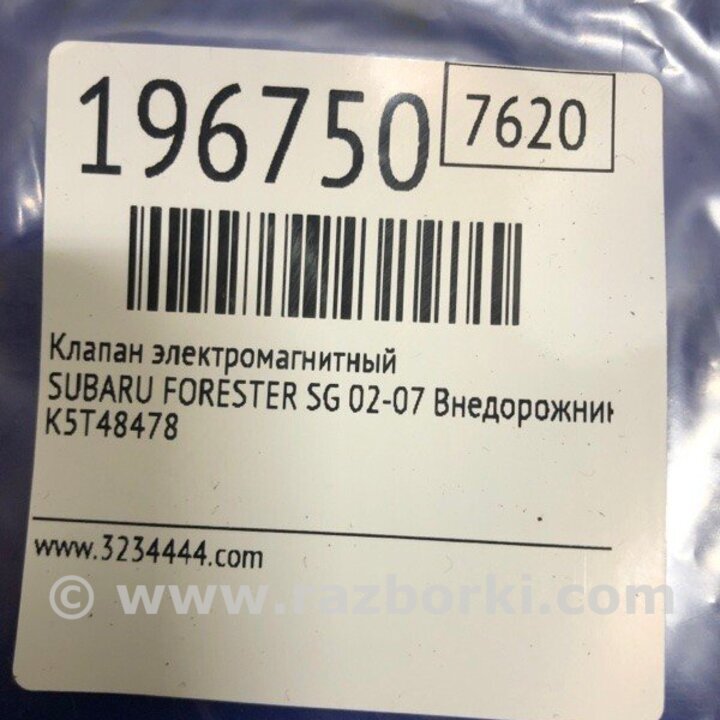 196750
7620
Клапан электромагнитный
SUBARU FORESTER SG 02-07 Внедорожник
K5T48478
www.3234444.com
© www.razborki.com